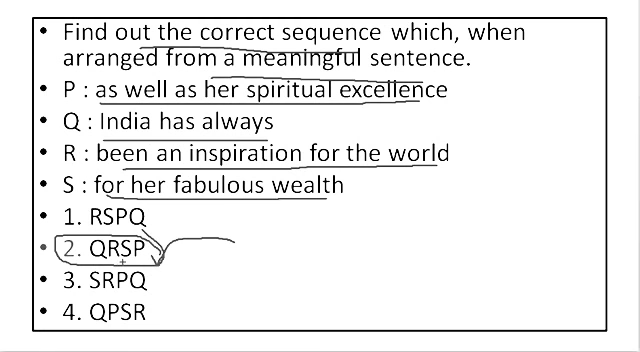 • Find out the correct sequence which, when
arranged from a meaningful sentence.
• P : as well as her spiritual excellence
• Q : India has always
• R : been an inspiration for the world
• S : for her fabulous wealth
• 1. RSPQ
• 2. QRSP
• 3. SRPQ
• 4. QPSR